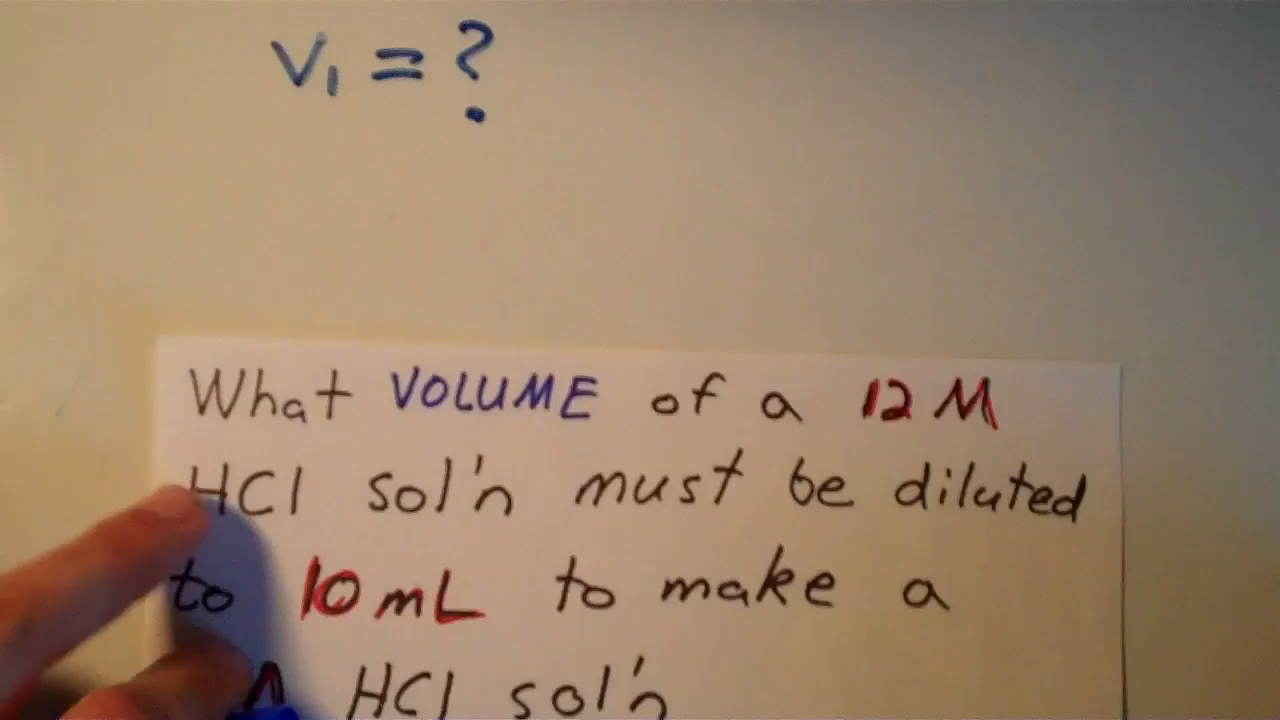 V₁ = ?
What VOLUME of a 12 M
HCl sol'n must be diluted
to 10 mL to make a
HCl sol'n